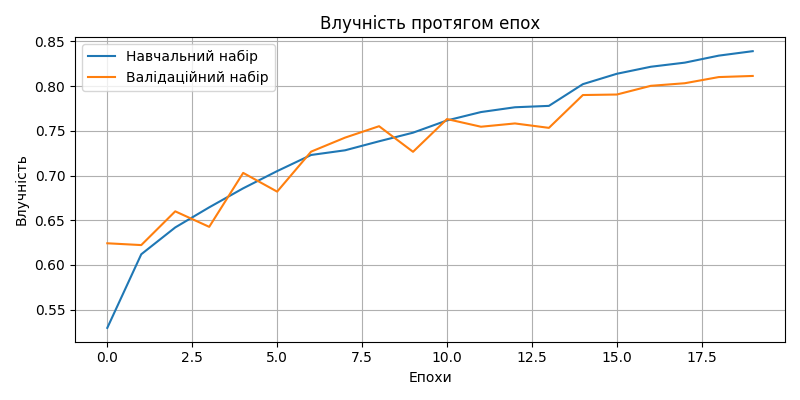 Влучність протягом епох
Навчальний набір
Валідаційний набір
Влучність
0.85
0.80
0.75
0.70
0.65
0.60
0.55
0.0 2.5 5.0 7.5 10.0 12.5 15.0 17.5
Епохи